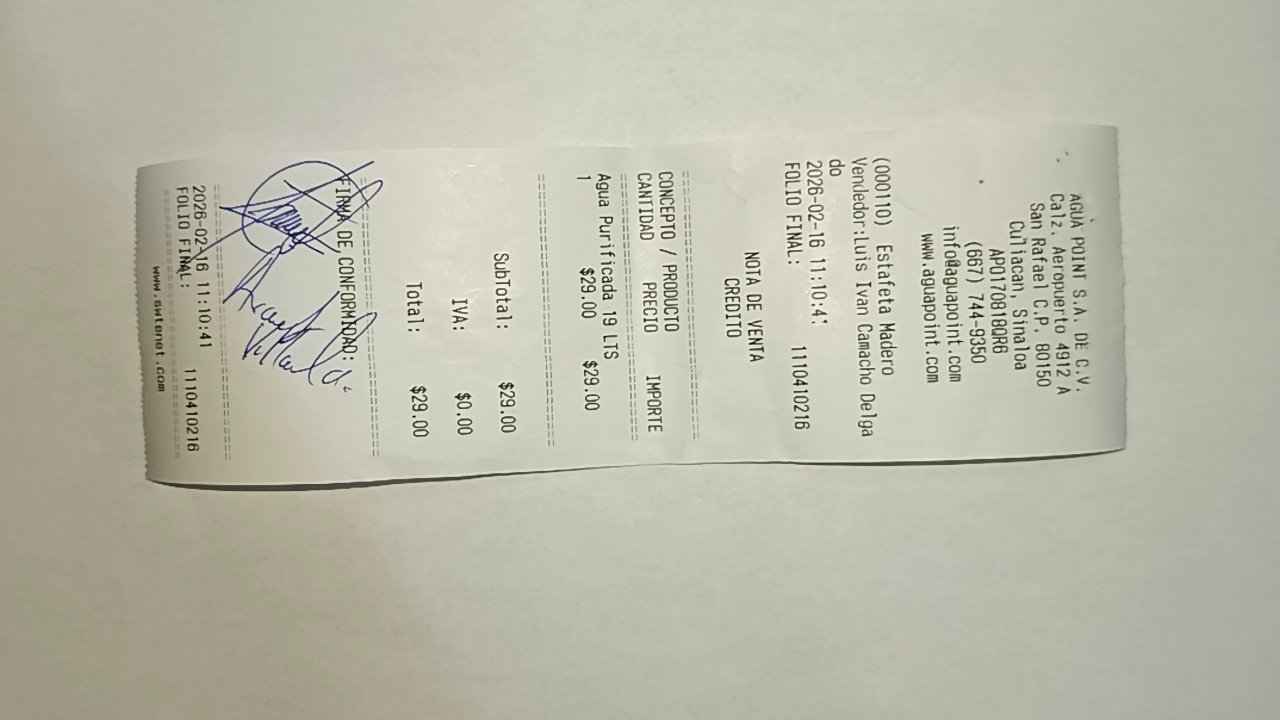 AGUA POINT S.A. DE C.V.
Calz. Aeropuerto 4912 A
San Rafael C.P. 80150
Culiacan, Sinaloa
APO170818QR6
(667) 744-9350
info@aguapoint.com
www.aguapoint.com
(000110) Estafeta Madero
Vendedor:Luis Ivan Camacho Delga
do
2026-02-16 11:10:41
FOLIO FINAL: 1110410216
NOTA DE VENTA
CREDITO
==============================
CONCEPTO / PRODUCTO
CANTIDAD PRECIO IMPORTE
==============================
Agua Purificada 19 LTS
1 $29.00 $29.00
==============================
SubTotal: $29.00
IVA: $0.00
Total: $29.00
==============================
FIRMA DE CONFORMIDAD:
==============================
2026-02-16 11:10:41
FOLIO FINAL: 1110410216
==============================
www.swtenet.com